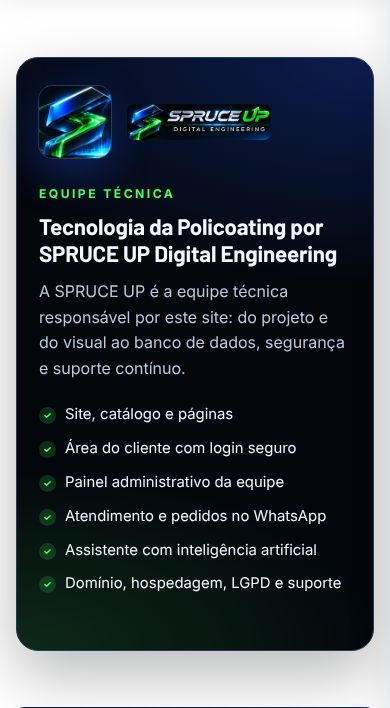 SPRUCE UP
DIGITAL ENGINEERING
EQUIPE TÉCNICA
Tecnologia da Policoating por
SPRUCE UP Digital Engineering
A SPRUCE UP é a equipe técnica
responsável por este site: do projeto e
do visual ao banco de dados, segurança
e suporte contínuo.
Site, catálogo e páginas
Área do cliente com login seguro
Painel administrativo da equipe
Atendimento e pedidos no WhatsApp
Assistente com inteligência artificial
Domínio, hospedagem, LGPD e suporte